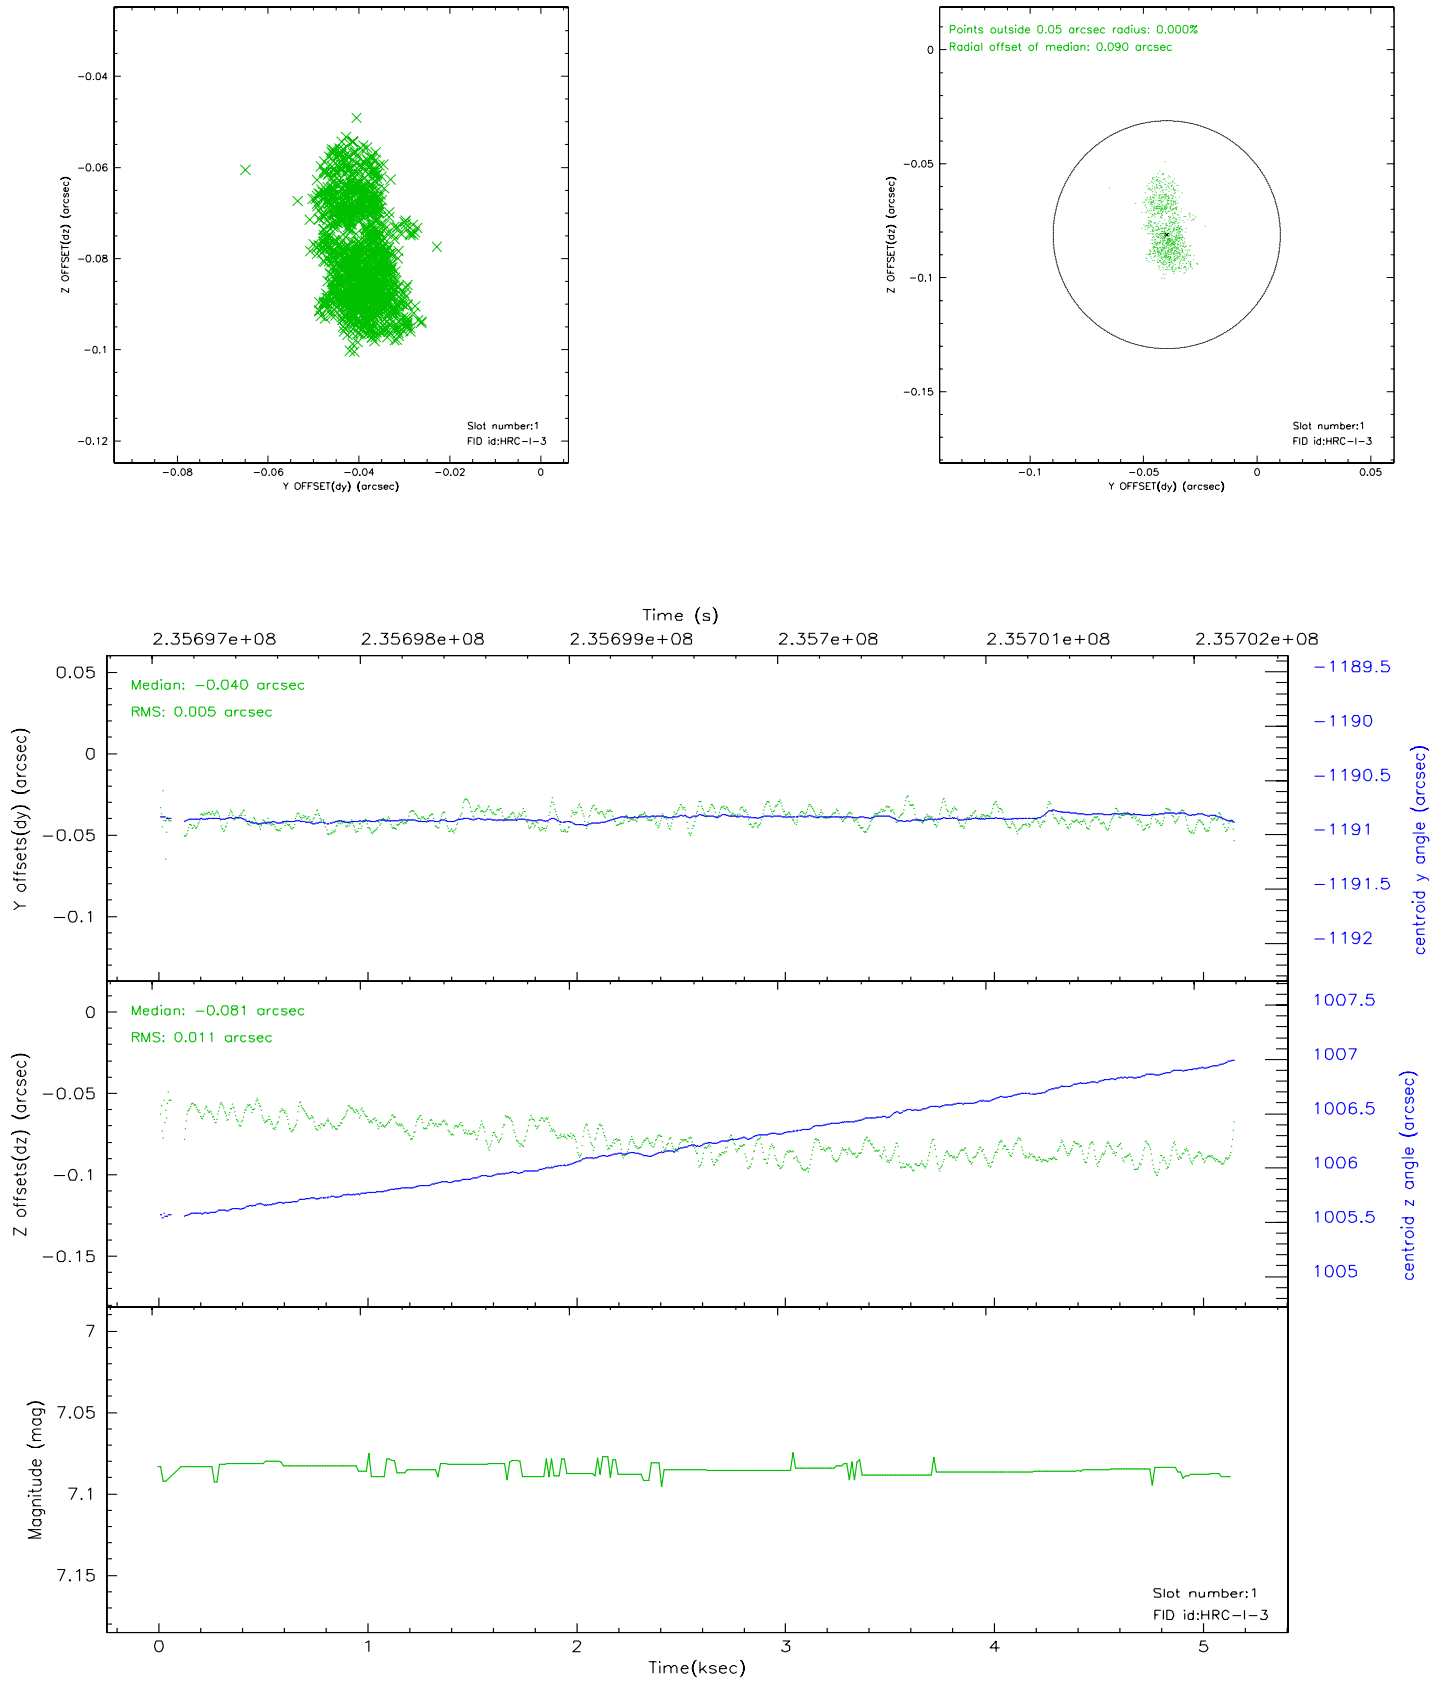 Points outside 0.05 arcsec radius: 0.000%
Radial offset of median: 0.090 arcsec
-0.04
-0.06
-0.08
-0.1
-0.12
Z OFFSET(dz) (arcsec)
Slot number:1
FID id:HRC-I-3
-0.08 -0.06 -0.04 -0.02 0
Y OFFSET(dy) (arcsec)
0
-0.05
-0.1
-0.15
Z OFFSET(dz) (arcsec)
Slot number:1
FID id:HRC-I-3
-0.1 -0.05 0 0.05
Y OFFSET(dy) (arcsec)
Time (s)
2.35697e+08 2.35698e+08 2.35699e+08 2.357e+08 2.35701e+08 2.35702e+08
Median: -0.040 arcsec
RMS: 0.005 arcsec
0.05
0
-0.05
-0.1
Y offsets(dy) (arcsec)
-1189.5
-1190
-1190.5
-1191
-1191.5
-1192
centroid y angle (arcsec)
Median: -0.081 arcsec
RMS: 0.011 arcsec
0
-0.05
-0.1
-0.15
Z offsets(dz) (arcsec)
1007.5
1007
1006.5
1006
1005.5
1005
centroid z angle (arcsec)
7
7.05
7.1
7.15
Magnitude (mag)
Slot number:1
FID id:HRC-I-3
0 1 2 3 4 5
Time(ksec)